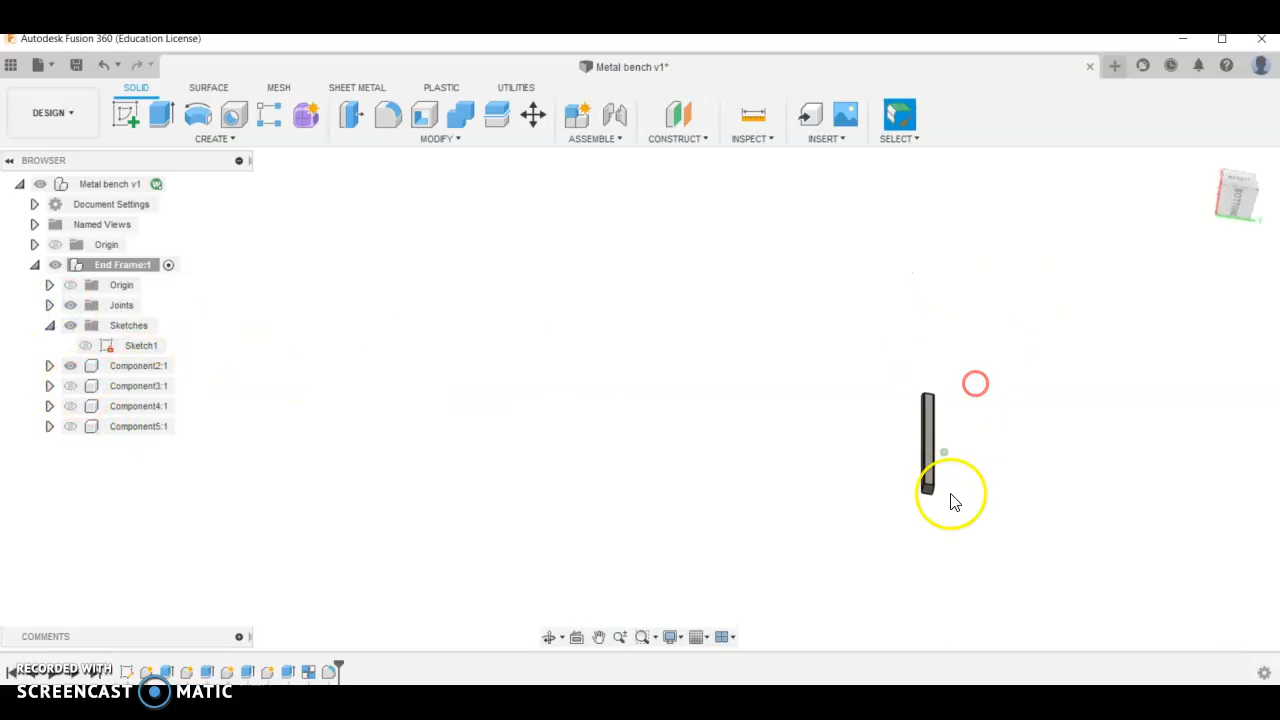 Autodesk Fusion 360 (Education License)
Metal bench v1*
SOLID SURFACE MESH SHEET METAL PLASTIC UTILITIES
DESIGN
CREATE MODIFY ASSEMBLE CONSTRUCT INSPECT INSERT SELECT
BROWSER
Metal bench v1
Document Settings
Named Views
Origin
End Frame:1
Origin
Joints
Sketches
Sketch1
Component2:1
Component3:1
Component4:1
Component5:1
BOTTOM
COMMENTS
RECORDED WITH
SCREENCAST MATIC